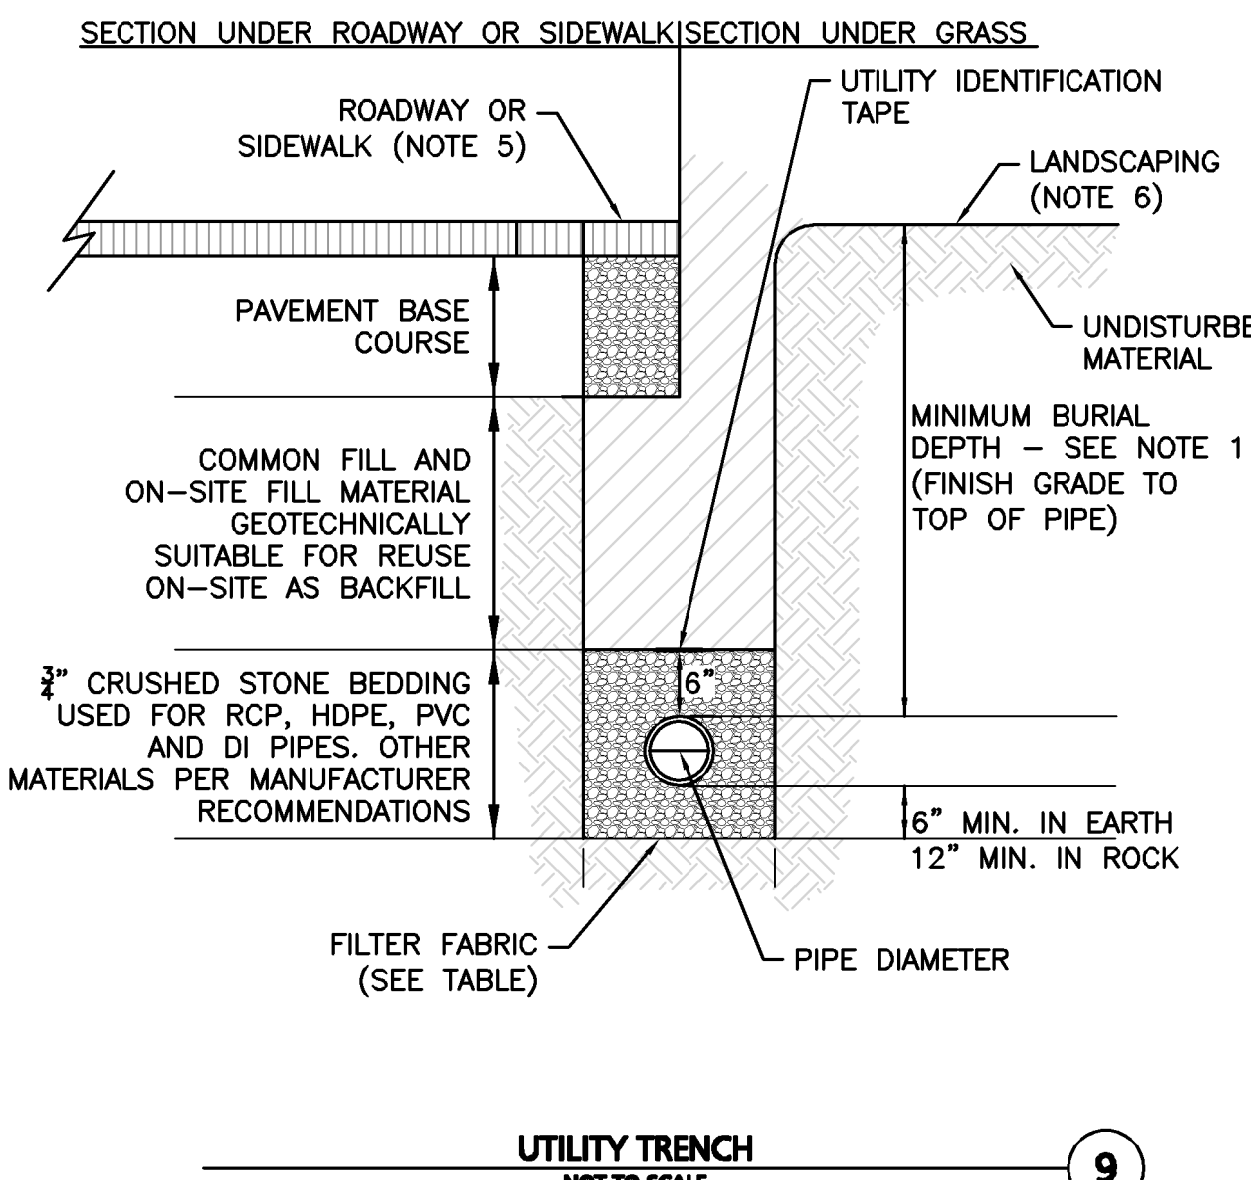 SECTION UNDER ROADWAY OR SIDEWALK
SECTION UNDER GRASS
UTILITY IDENTIFICATION
TAPE
ROADWAY OR
SIDEWALK (NOTE 5)
LANDSCAPING
(NOTE 6)
PAVEMENT BASE
COURSE
UNDISTURBE
MATERIAL
MINIMUM BURIAL
DEPTH – SEE NOTE 1
(FINISH GRADE TO
TOP OF PIPE)
COMMON FILL AND
ON–SITE FILL MATERIAL
GEOTECHNICALLY
SUITABLE FOR REUSE
ON–SITE AS BACKFILL
¾" CRUSHED STONE BEDDING
USED FOR RCP, HDPE, PVC
AND DI PIPES. OTHER
MATERIALS PER MANUFACTURER
RECOMMENDATIONS
6"
6" MIN. IN EARTH
12" MIN. IN ROCK
FILTER FABRIC
(SEE TABLE)
PIPE DIAMETER
UTILITY TRENCH
NOT TO SCALE
9